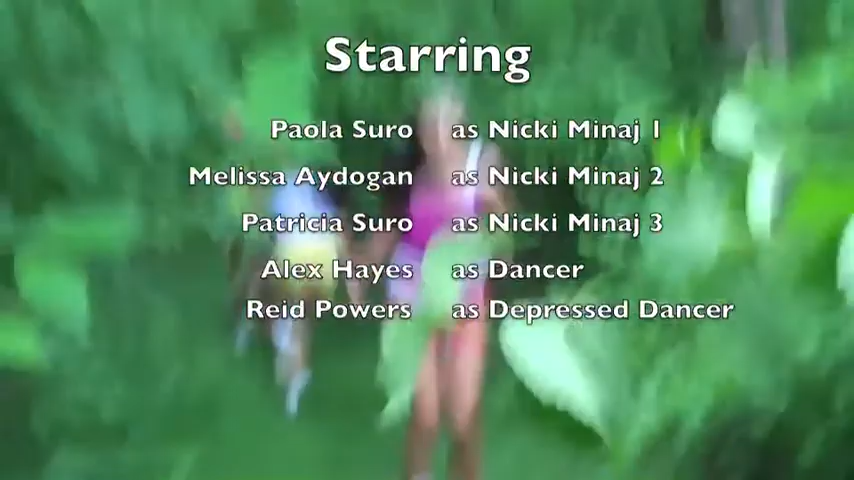 Starring
Paola Suro as Nicki Minaj 1
Melissa Aydogan as Nicki Minaj 2
Patricia Suro as Nicki Minaj 3
Alex Hayes as Dancer
Reid Powers as Depressed Dancer